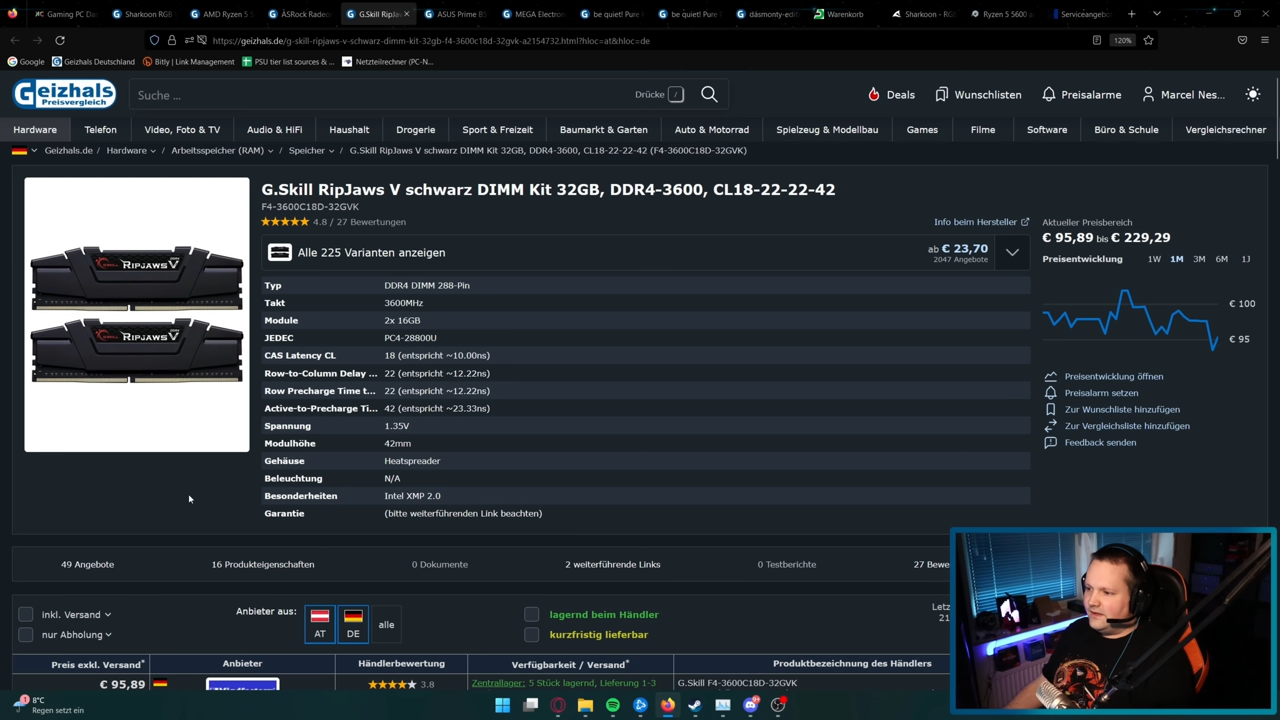 Gaming PC
Sharkoon RGB
AMD Ryzen 5 5
ASRock Radeo
G.Skill RipJaw
ASUS Prime B5
MEGA Electron
be quiet! Pure
be quiet! Pure
dasmonty-edit
Warenkorb
Sharkoon - RG
Ryzen 5 5600
Serviceangebo
https://geizhals.de/g-skill-ripjaws-v-schwarz-dimm-kit-32gb-f4-3600c18d-32gvk-a2154732.html?hloc=at&hloc=de
120%
Google
Geizhals Deutschland
Bitly | Link Management
PSU tier list sources & ...
Netzteilrechner (PC-N...
Geizhals
Preisvergleich
Suche ...
Drücke /
Deals
Wunschlisten
Preisalarme
Marcel Nes...
Hardware
Telefon
Video, Foto & TV
Audio & HiFi
Haushalt
Drogerie
Sport & Freizeit
Baumarkt & Garten
Auto & Motorrad
Spielzeug & Modellbau
Games
Filme
Software
Büro & Schule
Vergleichsrechner
Geizhals.de / Hardware / Arbeitsspeicher (RAM) / Speicher / G.Skill RipJaws V schwarz DIMM Kit 32GB, DDR4-3600, CL18-22-22-42 (F4-3600C18D-32GVK)
RIPJAWS V
RIPJAWS V
G.Skill RipJaws V schwarz DIMM Kit 32GB, DDR4-3600, CL18-22-22-42
F4-3600C18D-32GVK
4.8 / 27 Bewertungen
Info beim Hersteller
Alle 225 Varianten anzeigen
ab € 23,70
2047 Angebote
Typ DDR4 DIMM 288-Pin
Takt 3600MHz
Module 2x 16GB
JEDEC PC4-28800U
CAS Latency CL 18 (entspricht ~10.00ns)
Row-to-Column Delay ... 22 (entspricht ~12.22ns)
Row Precharge Time t... 22 (entspricht ~12.22ns)
Active-to-Precharge Ti... 42 (entspricht ~23.33ns)
Spannung 1.35V
Modulhöhe 42mm
Gehäuse Heatspreader
Beleuchtung N/A
Besonderheiten Intel XMP 2.0
Garantie (bitte weiterführenden Link beachten)
Aktueller Preisbereich
€ 95,89 bis € 229,29
Preisentwicklung 1W 1M 3M 6M 1J
€ 100
€ 95
Preisentwicklung öffnen
Preisalarm setzen
Zur Wunschliste hinzufügen
Zur Vergleichsliste hinzufügen
Feedback senden
49 Angebote
16 Produkteigenschaften
0 Dokumente
2 weiterführende Links
0 Testberichte
27 Bewe
inkl. Versand
nur Abholung
Anbieter aus:
AT
DE
alle
lagernd beim Händler
kurzfristig lieferbar
Letz
21
Preis exkl. Versand*
Anbieter
Händlerbewertung
Verfügbarkeit / Versand*
Produktbezeichnung des Händlers
€ 95,89
3.8
Zentrallager: 5 Stück lagernd, Lieferung 1-3
G.Skill F4-3600C18D-32GVK
1
8°C
Regen setzt ein